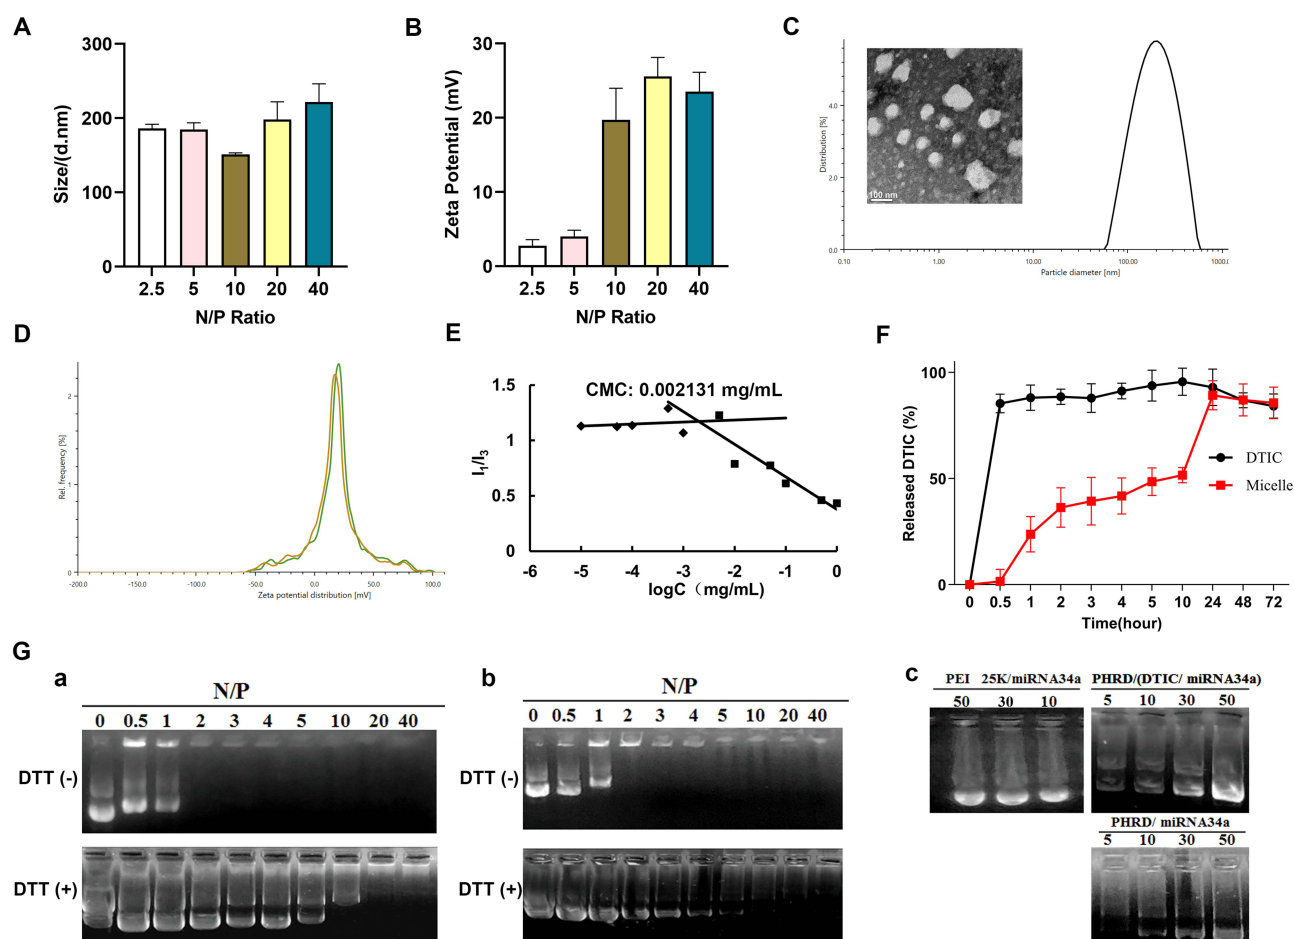 A
Size/(d.nm)
300
200
100
0
2.5 5 10 20 40
N/P Ratio
B
Zeta Potential (mV)
30
20
10
0
2.5 5 10 20 40
N/P Ratio
C
Distribution [%]
4.0
2.0
0.0
100 nm
0.10 1.00 10.00 100.00 1000.0
Particle diameter [nm]
D
Rel. frequency [%]
2
1
0
-200.0 -100.0 0.0 50.0 100.0
Zeta potential distribution [mV]
E
CMC: 0.002131 mg/mL
I1/I3
1.5
1
0.5
0
-6 -5 -4 -3 -2 -1 0
logC（mg/mL）
F
Released DTIC (%)
100
50
0
DTIC
Micelle
0 0.5 1 2 3 4 5 10 24 48 72
Time(hour)
G
a
N/P
0 0.5 1 2 3 4 5 10 20 40
DTT (-)
DTT (+)
b
N/P
0 0.5 1 2 3 4 5 10 20 40
DTT (-)
DTT (+)
c
PEI 25K/miRNA34a
50 30 10
PHRD/(DTIC/ miRNA34a)
5 10 30 50
PHRD/ miRNA34a
5 10 30 50